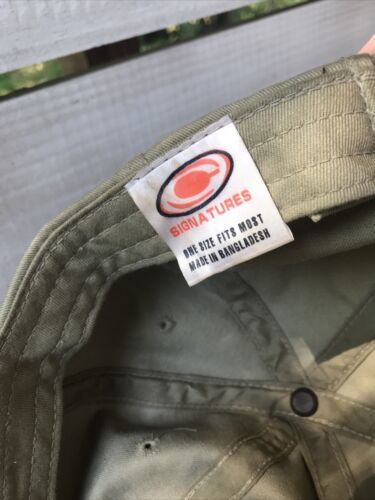 SIGNATURES
ONE SIZE FITS MOST
MADE IN BANGLADESH